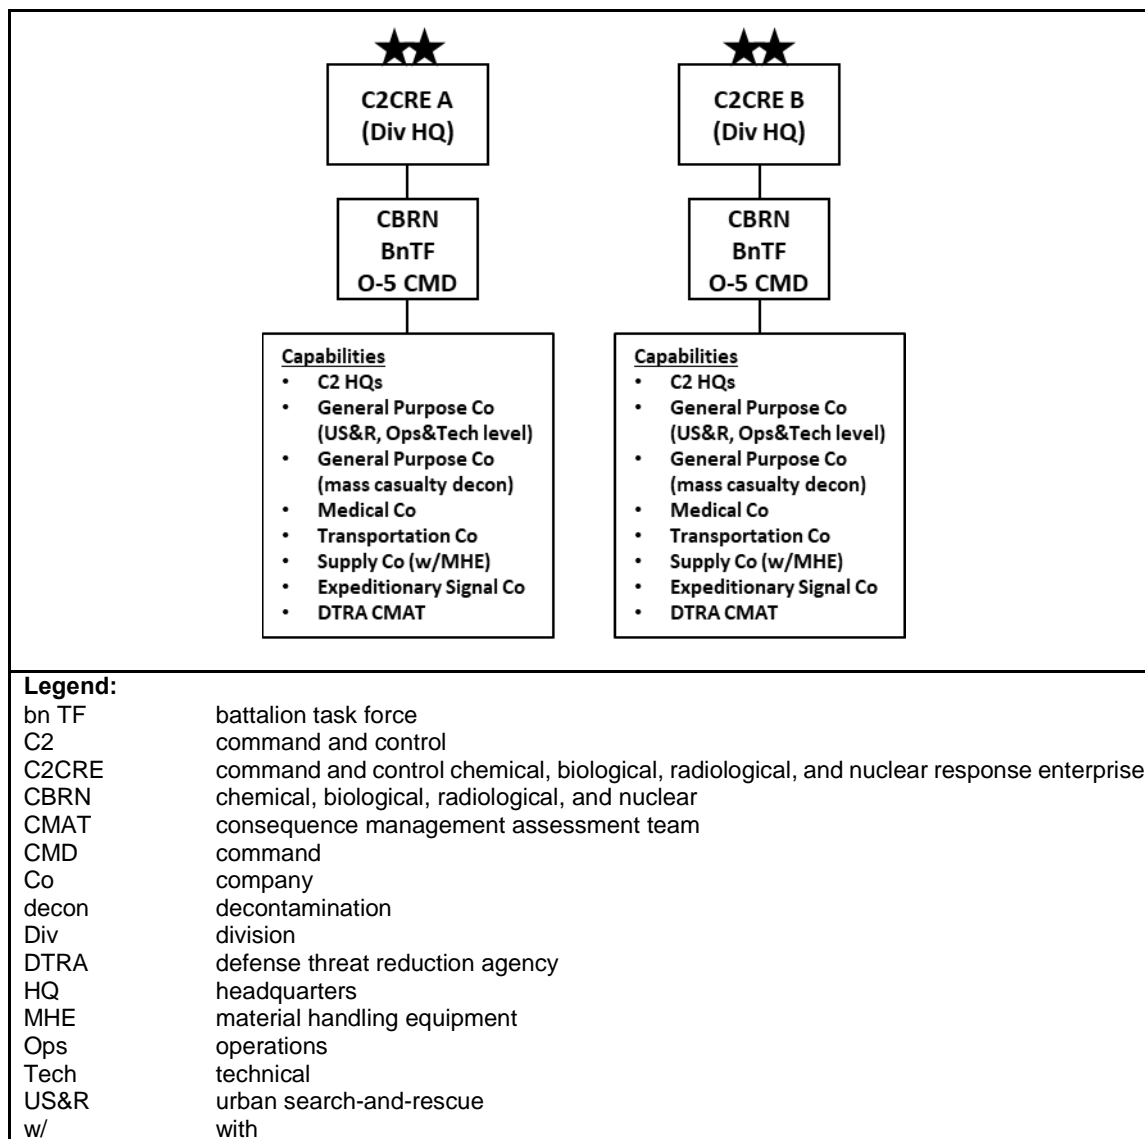 C2CRE A
(Div HQ)
CBRN
BnTF
O-5 CMD
Capabilities
• C2 HQs
• General Purpose Co
(US&R, Ops&Tech level)
• General Purpose Co
(mass casualty decon)
• Medical Co
• Transportation Co
• Supply Co (w/MHE)
• Expeditionary Signal Co
• DTRA CMAT
C2CRE B
(Div HQ)
CBRN
BnTF
O-5 CMD
Capabilities
• C2 HQs
• General Purpose Co
(US&R, Ops&Tech level)
• General Purpose Co
(mass casualty decon)
• Medical Co
• Transportation Co
• Supply Co (w/MHE)
• Expeditionary Signal Co
• DTRA CMAT
Legend:
bn TF battalion task force
C2 command and control
C2CRE command and control chemical, biological, radiological, and nuclear response enterprise
CBRN chemical, biological, radiological, and nuclear
CMAT consequence management assessment team
CMD command
Co company
decon decontamination
Div division
DTRA defense threat reduction agency
HQ headquarters
MHE material handling equipment
Ops operations
Tech technical
US&R urban search-and-rescue
w/ with